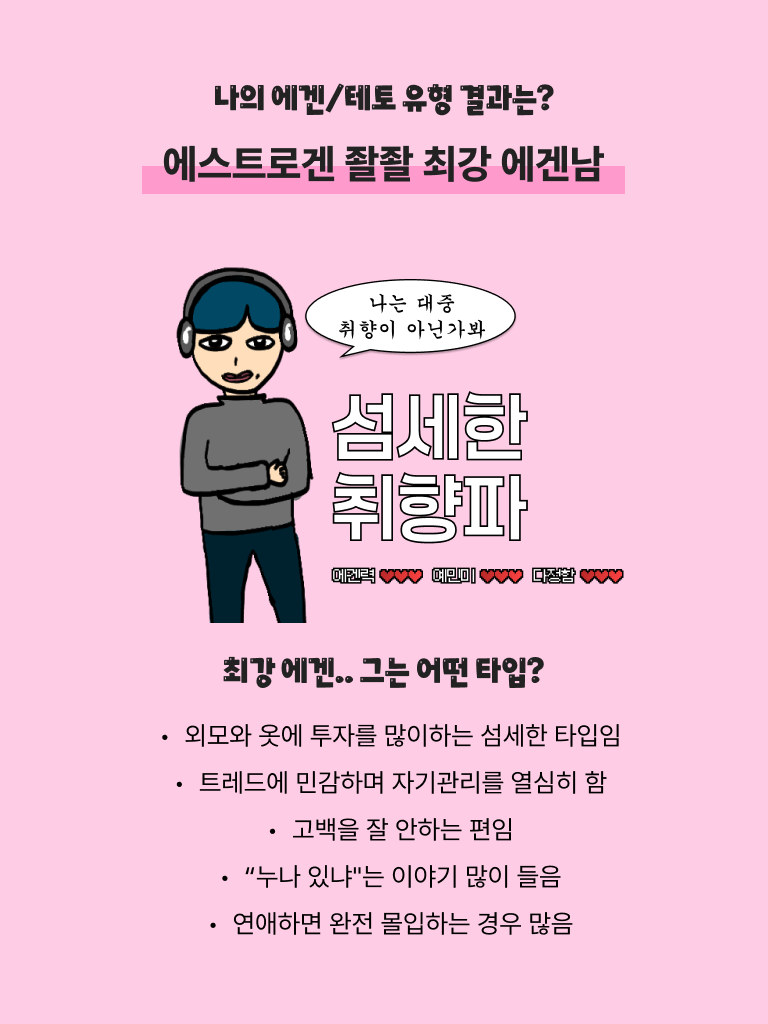 나의 에겐/테토 유형 결과는?
에스트로겐 좔좔 최강 에겐남
나는 대중
취향이 아닌가봐
섬세한
취향파
에겐력 ♥♥♥ 예민미 ♥♥♥ 다정함 ♥♥♥
최강 에겐.. 그는 어떤 타입?
• 외모와 옷에 투자를 많이하는 섬세한 타입임
• 트레드에 민감하며 자기관리를 열심히 함
• 고백을 잘 안하는 편임
• “누나 있냐"는 이야기 많이 들음
• 연애하면 완전 몰입하는 경우 많음